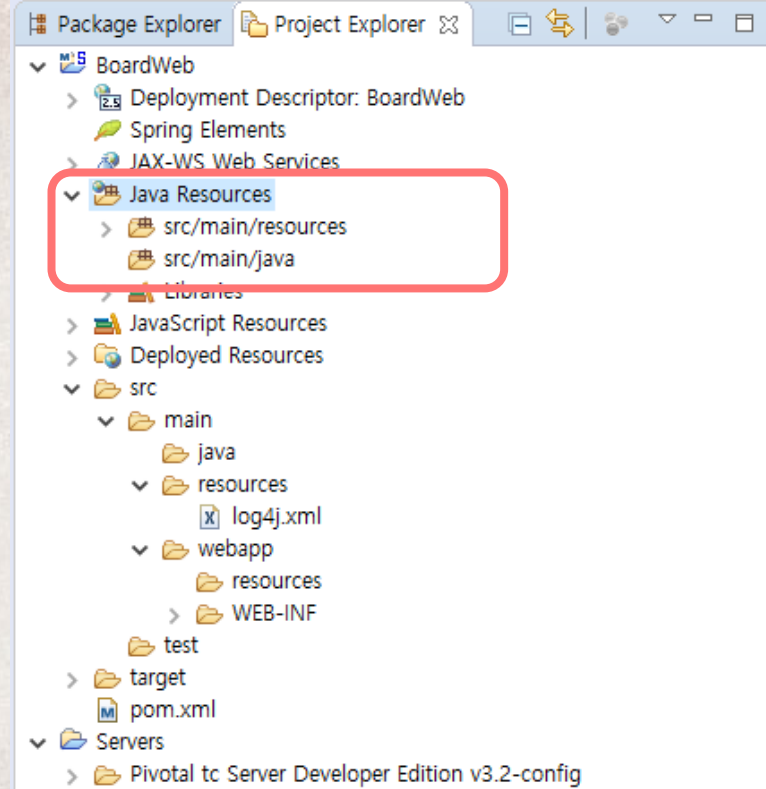 Package Explorer Project Explorer
BoardWeb
2.5 Deployment Descriptor: BoardWeb
Spring Elements
JAX-WS Web Services
Java Resources
src/main/resources
src/main/java
Libraries
JavaScript Resources
Deployed Resources
src
main
java
resources
log4j.xml
webapp
resources
WEB-INF
test
target
pom.xml
Servers
Pivotal tc Server Developer Edition v3.2-config